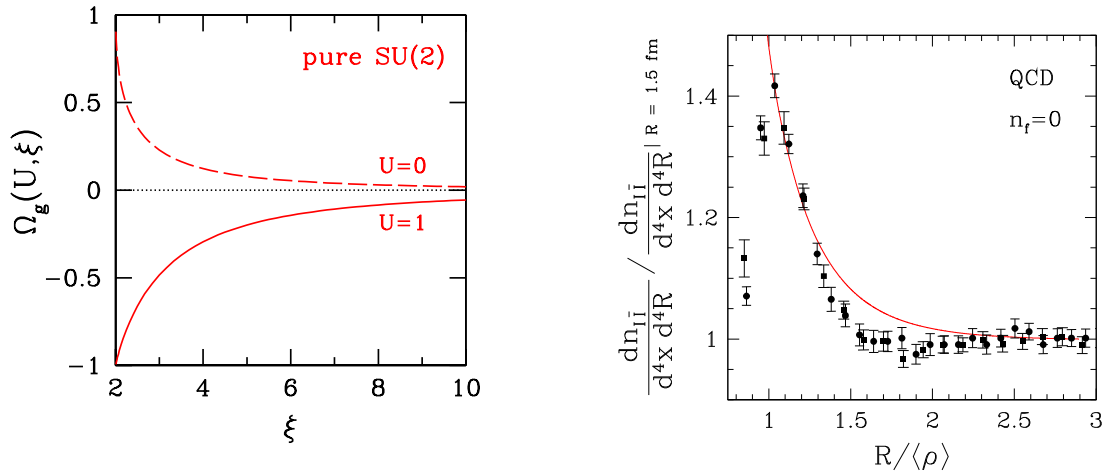 1
0.5
0
−0.5
−1
Ω_g(U,ξ)
pure SU(2)
U=0
U=1
2
4
6
8
10
ξ
dn_{IĪ}/d⁴x d⁴R / dn_{IĪ}/d⁴x d⁴R | R = 1.5 fm
1.4
1.2
1
QCD
n_f=0
1
1.5
2
2.5
3
R/⟨ρ⟩